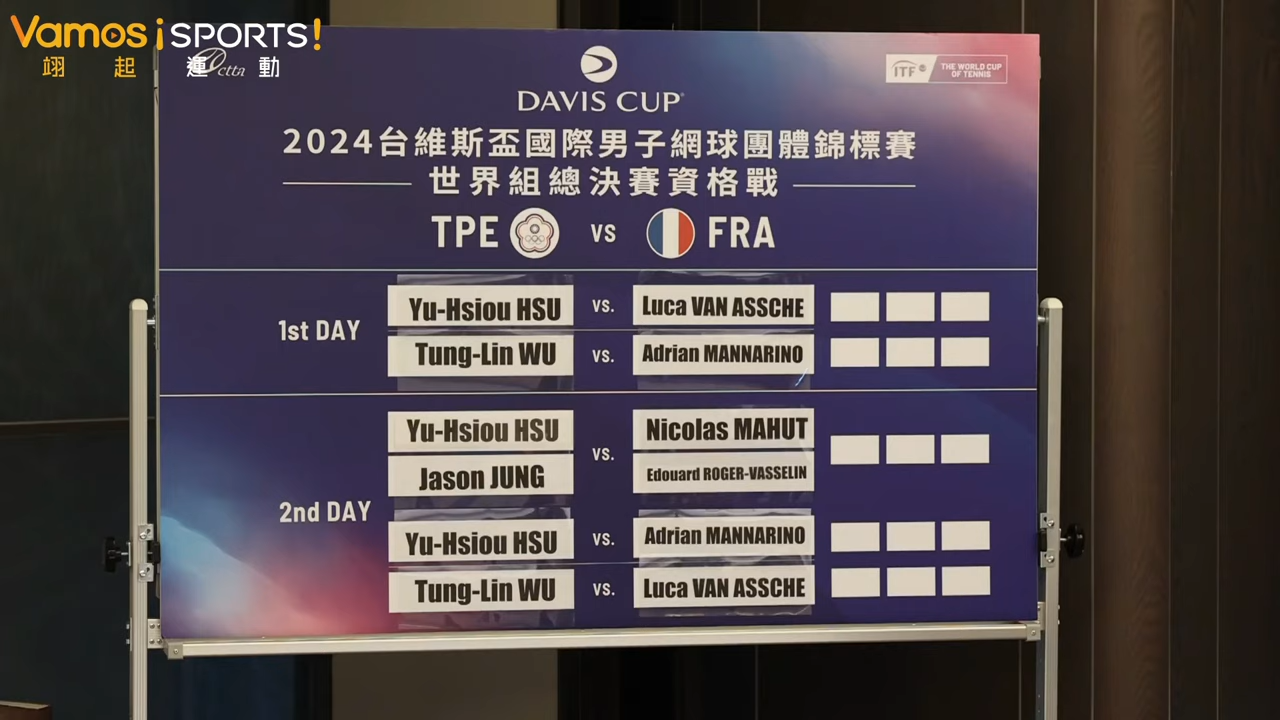 Vamos¡SPORTS!
翊起運動
DAVIS CUP
ITF THE WORLD CUP OF TENNIS
2024台維斯盃國際男子網球團體錦標賽
世界組總決賽資格戰
TPE VS FRA
1st DAY
Yu-Hsiou HSU VS. Luca VAN ASSCHE
Tung-Lin WU VS. Adrian MANNARINO
2nd DAY
Yu-Hsiou HSU VS. Nicolas MAHUT
Jason JUNG Edouard ROGER-VASSELIN
Yu-Hsiou HSU VS. Adrian MANNARINO
Tung-Lin WU VS. Luca VAN ASSCHE